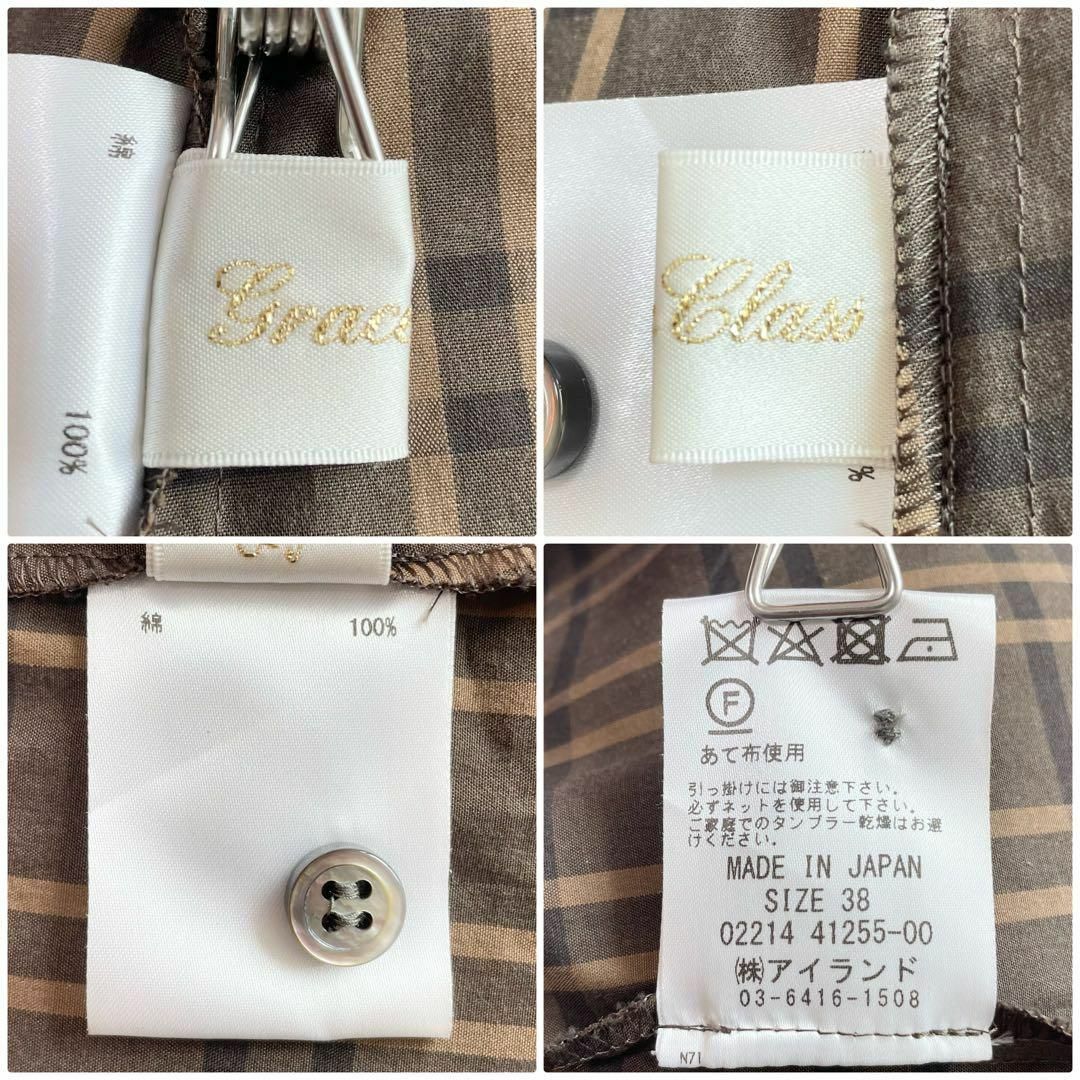 綿
100%
Grace
Class
%
綿 100%
F
あて布使用
引っ掛けには御注意下さい。
必ずネットを使用して下さい。
ご家庭でのタンブラー乾燥はお避
けください。
MADE IN JAPAN
SIZE 38
02214 41255-00
㈱アイランド
03-6416-1508
N71